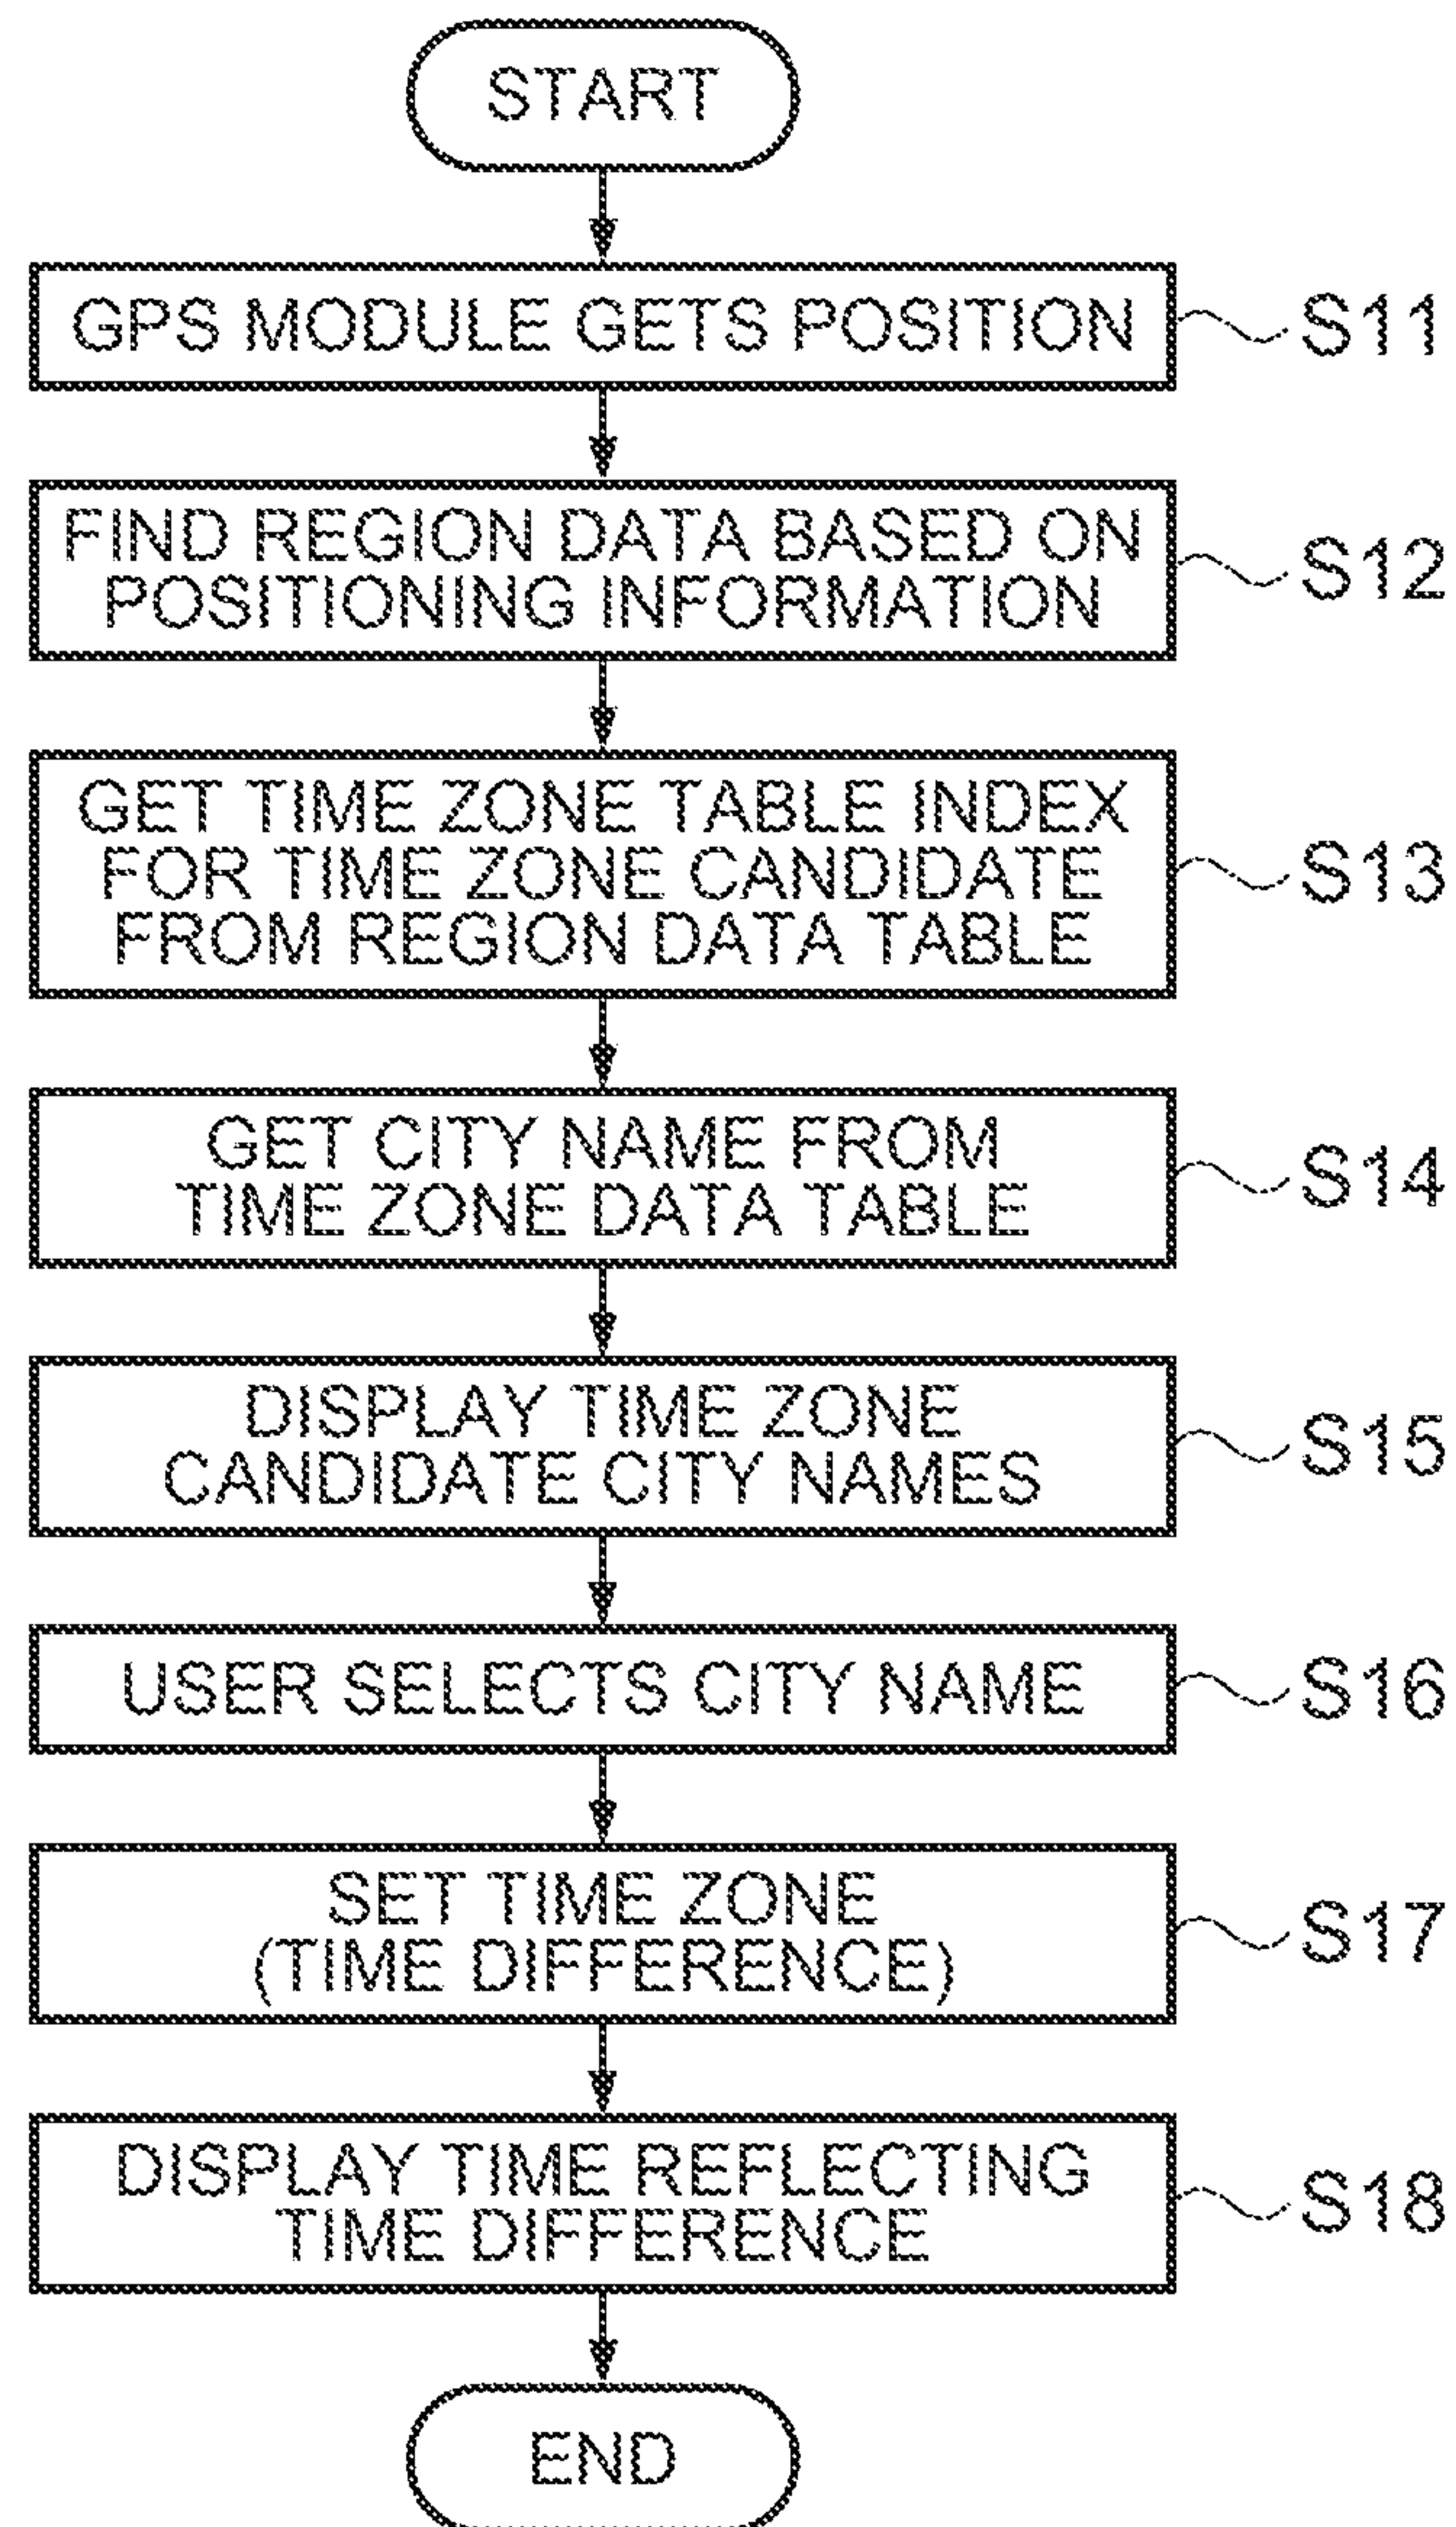 START
GPS MODULE GETS POSITION
S11
FIND REGION DATA BASED ON
POSITIONING INFORMATION
S12
GET TIME ZONE TABLE INDEX
FOR TIME ZONE CANDIDATE
FROM REGION DATA TABLE
S13
GET CITY NAME FROM
TIME ZONE DATA TABLE
S14
DISPLAY TIME ZONE
CANDIDATE CITY NAMES
S15
USER SELECTS CITY NAME
S16
SET TIME ZONE
(TIME DIFFERENCE)
S17
DISPLAY TIME REFLECTING
TIME DIFFERENCE
S18
END